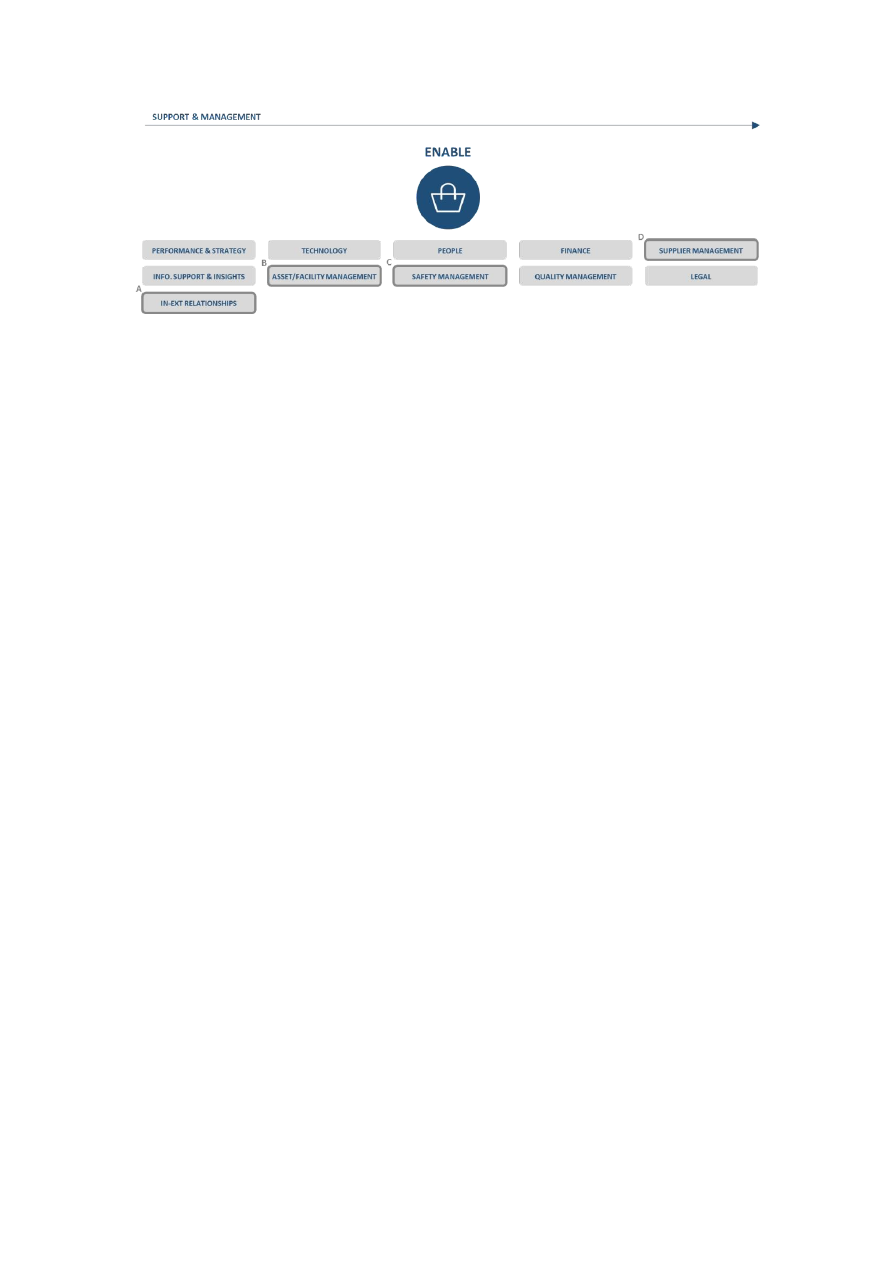 SUPPORT & MANAGEMENT
ENABLE
D
PERFORMANCE & STRATEGY TECHNOLOGY PEOPLE FINANCE SUPPLIER MANAGEMENT
B C
INFO. SUPPORT & INSIGHTS ASSET/FACILITY MANAGEMENT SAFETY MANAGEMENT QUALITY MANAGEMENT LEGAL
A
IN-EXT RELATIONSHIPS